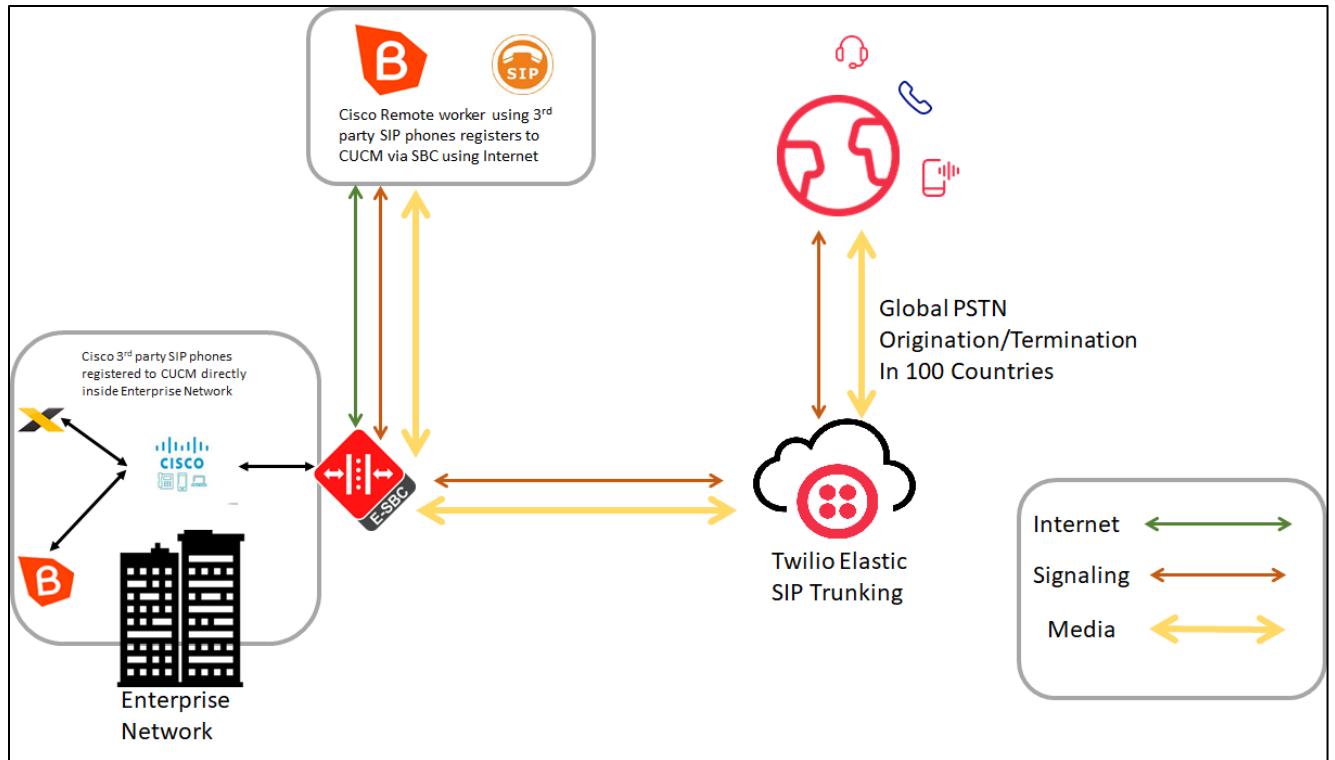 B
SIP
Cisco Remote worker using 3rd
party SIP phones registers to
CUCM via SBC using Internet
Global PSTN
Origination/Termination
In 100 Countries
Cisco 3rd party SIP phones
registered to CUCM directly
inside Enterprise Network
CISCO
E-SBC
B
Twilio Elastic
SIP Trunking
Enterprise
Network
Internet
Signaling
Media